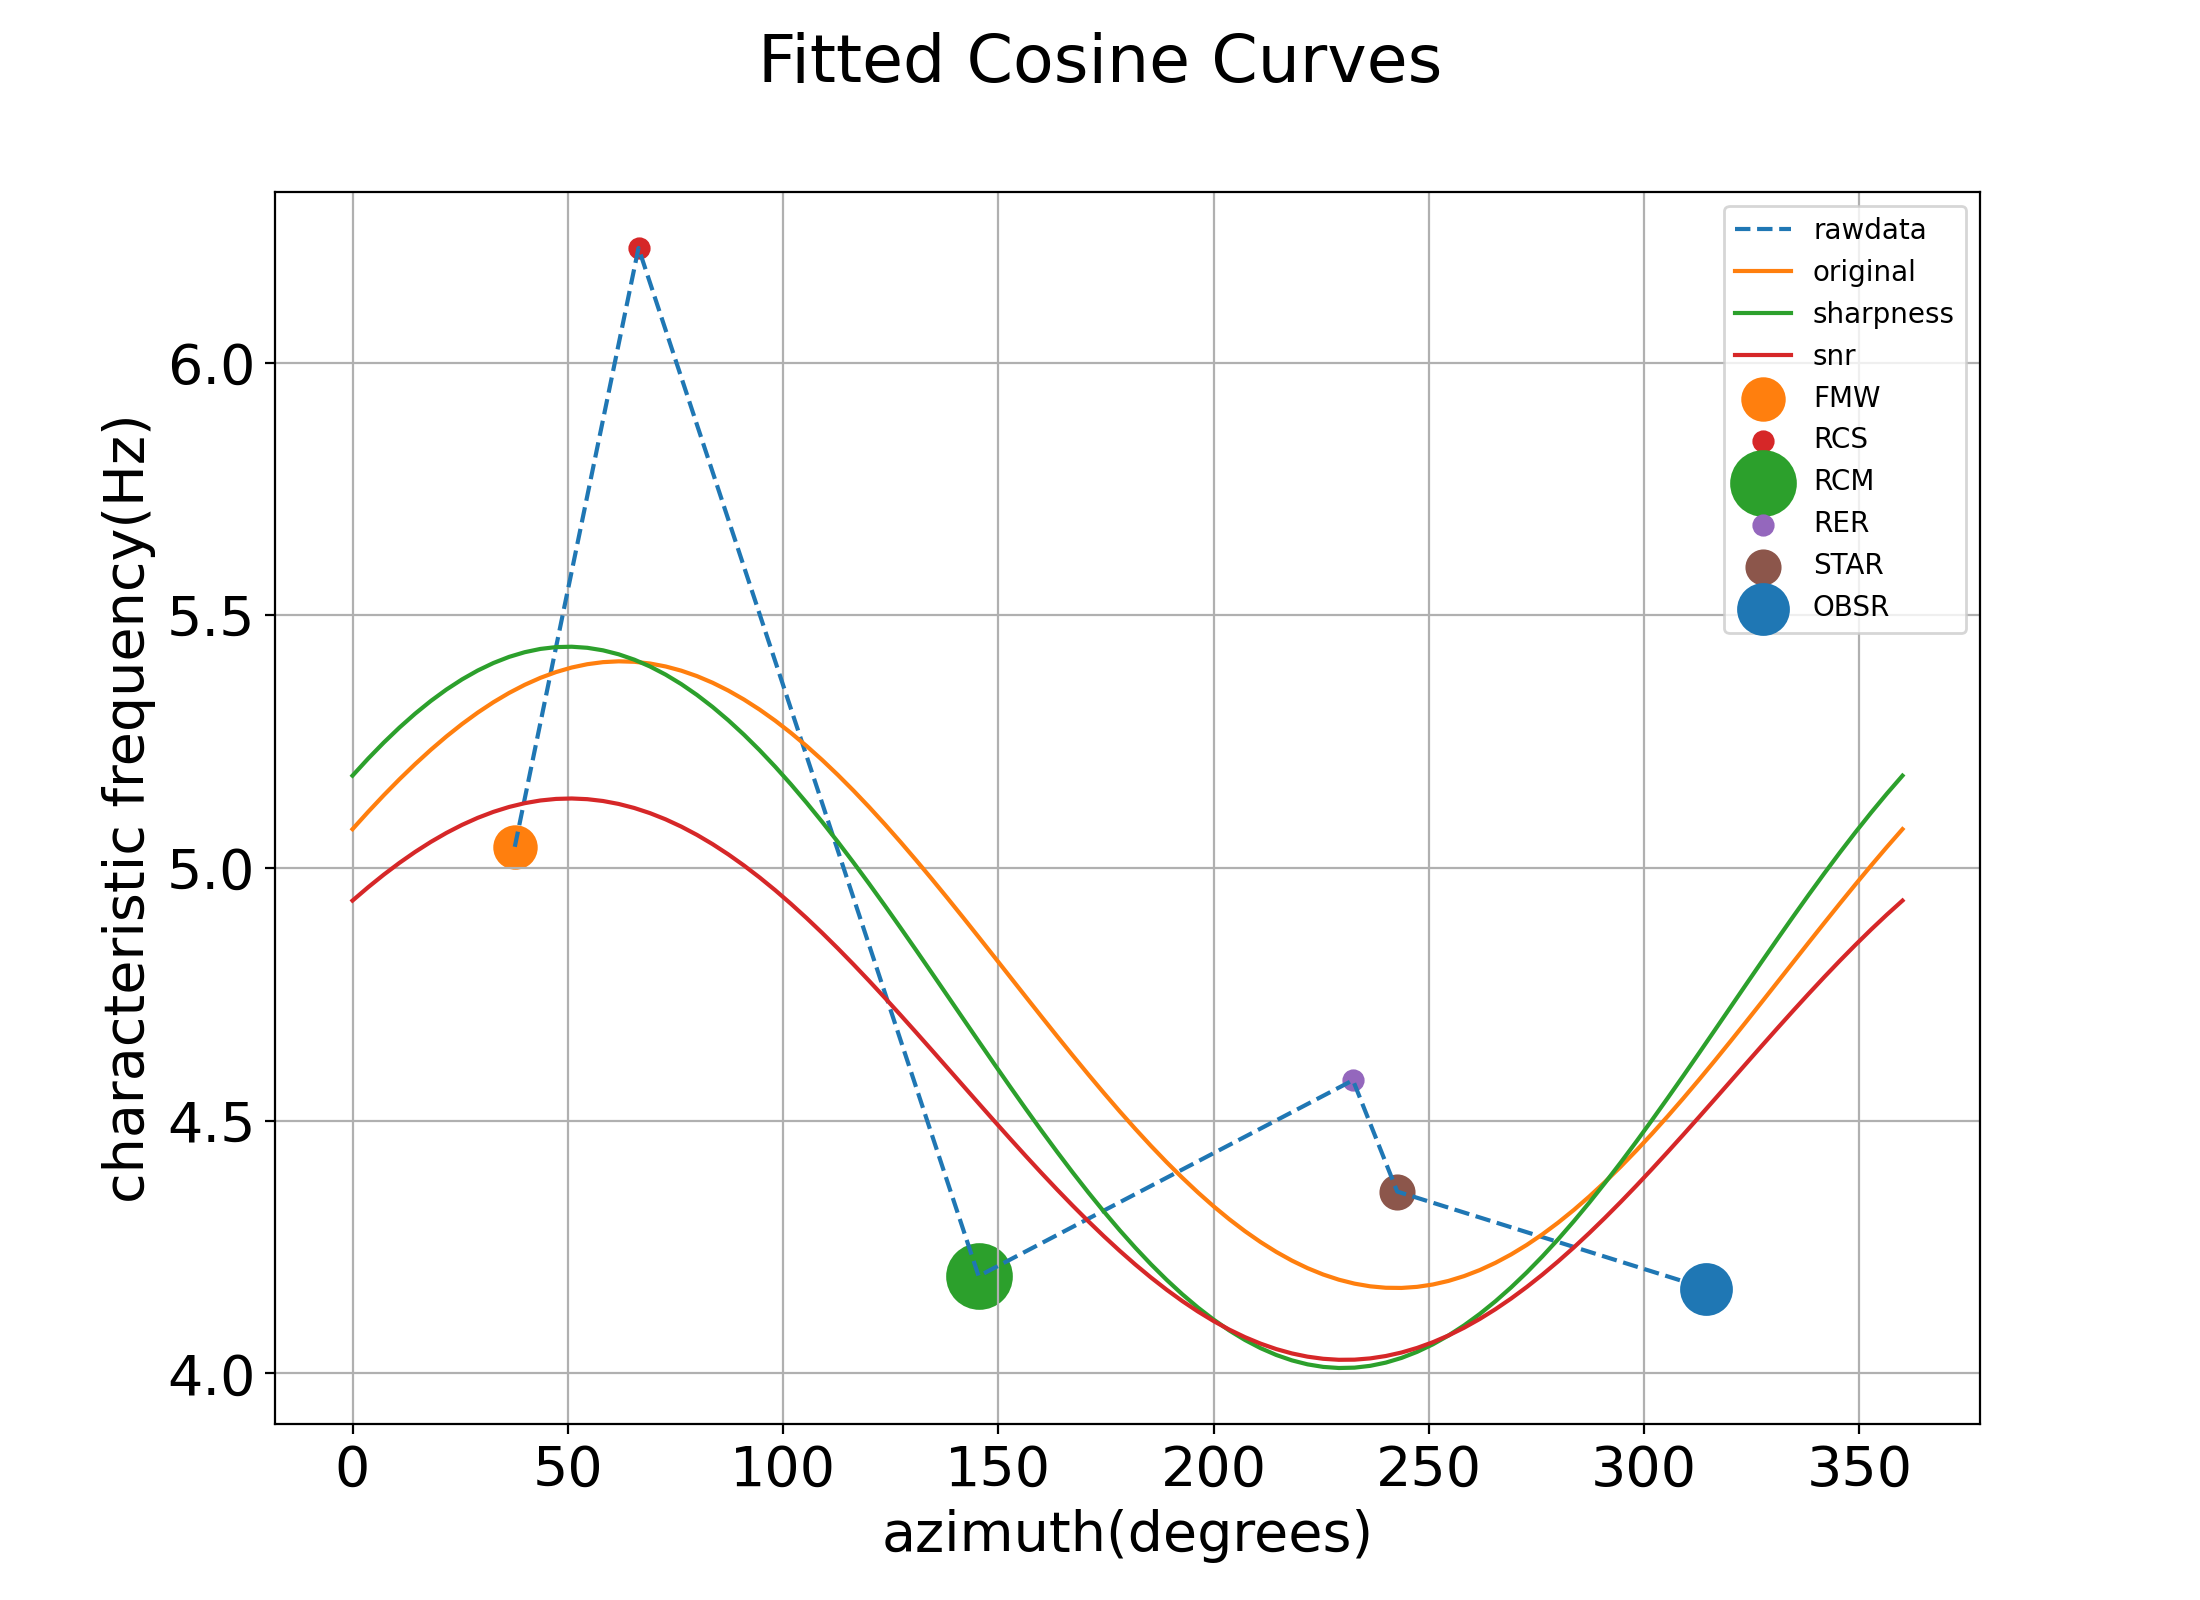 Fitted Cosine Curves
characteristic frequency(Hz)
6.0
5.5
5.0
4.5
4.0
rawdata
original
sharpness
snr
FMW
RCS
RCM
RER
STAR
OBSR
0 50 100 150 200 250 300 350
azimuth(degrees)